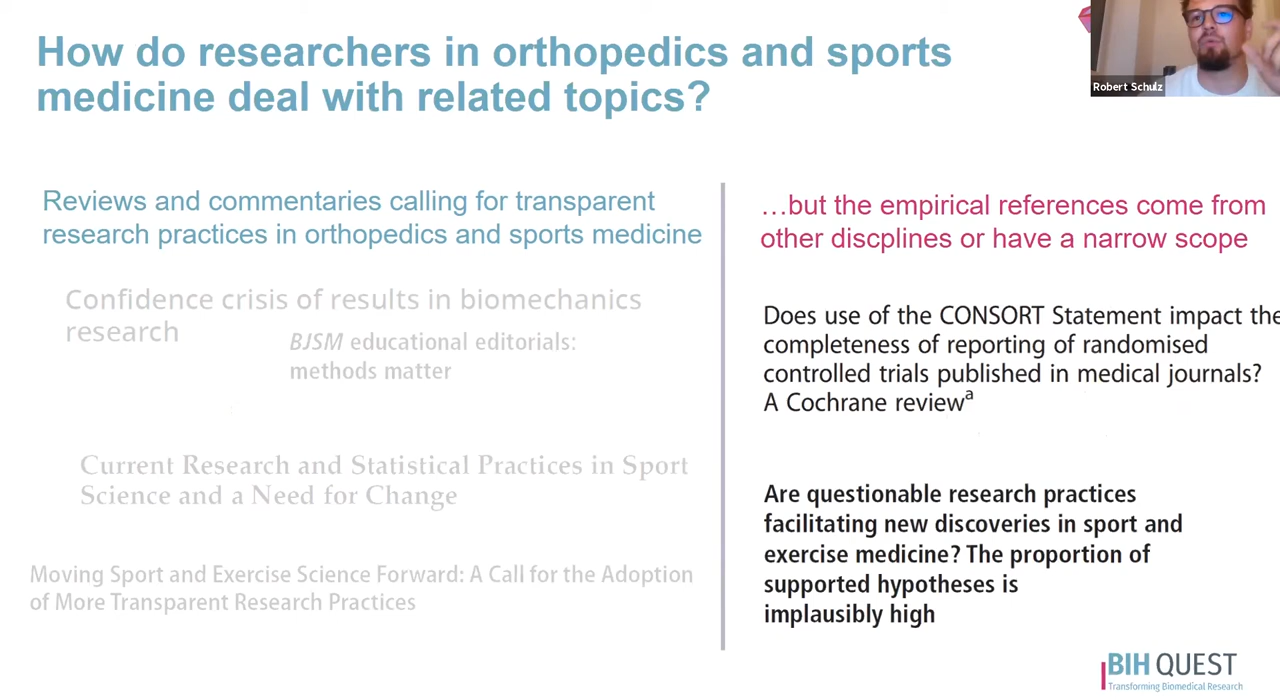 How do researchers in orthopedics and sports
medicine deal with related topics?
Robert Schulz
Reviews and commentaries calling for transparent
research practices in orthopedics and sports medicine
Confidence crisis of results in biomechanics
research
BJSM educational editorials:
methods matter
Current Research and Statistical Practices in Sport
Science and a Need for Change
Moving Sport and Exercise Science Forward: A Call for the Adoption
of More Transparent Research Practices
…but the empirical references come from
other discplines or have a narrow scope
Does use of the CONSORT Statement impact the
completeness of reporting of randomised
controlled trials published in medical journals?
A Cochrane reviewᵃ
Are questionable research practices
facilitating new discoveries in sport and
exercise medicine? The proportion of
supported hypotheses is
implausibly high
BIH QUEST
Transforming Biomedical Research